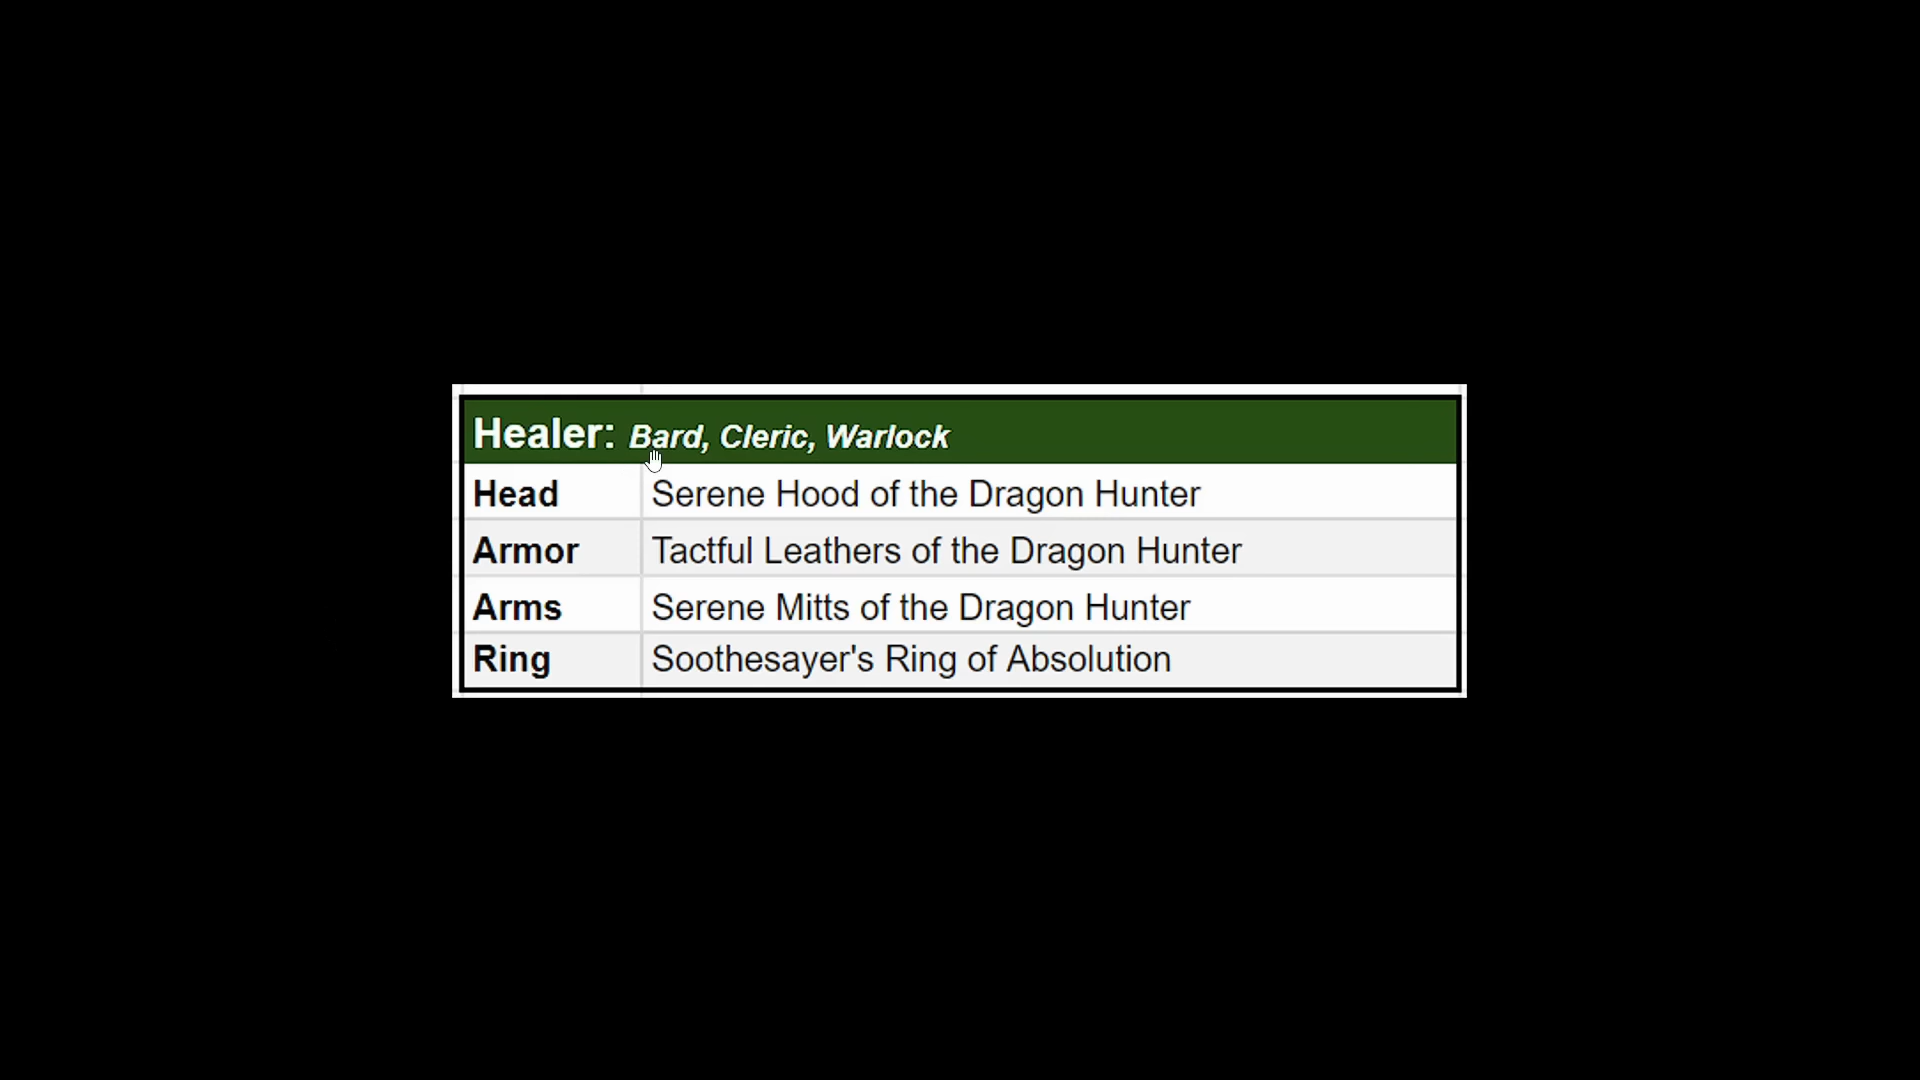 Healer: Bard, Cleric, Warlock
Head Serene Hood of the Dragon Hunter
Armor Tactful Leathers of the Dragon Hunter
Arms Serene Mitts of the Dragon Hunter
Ring Soothesayer's Ring of Absolution